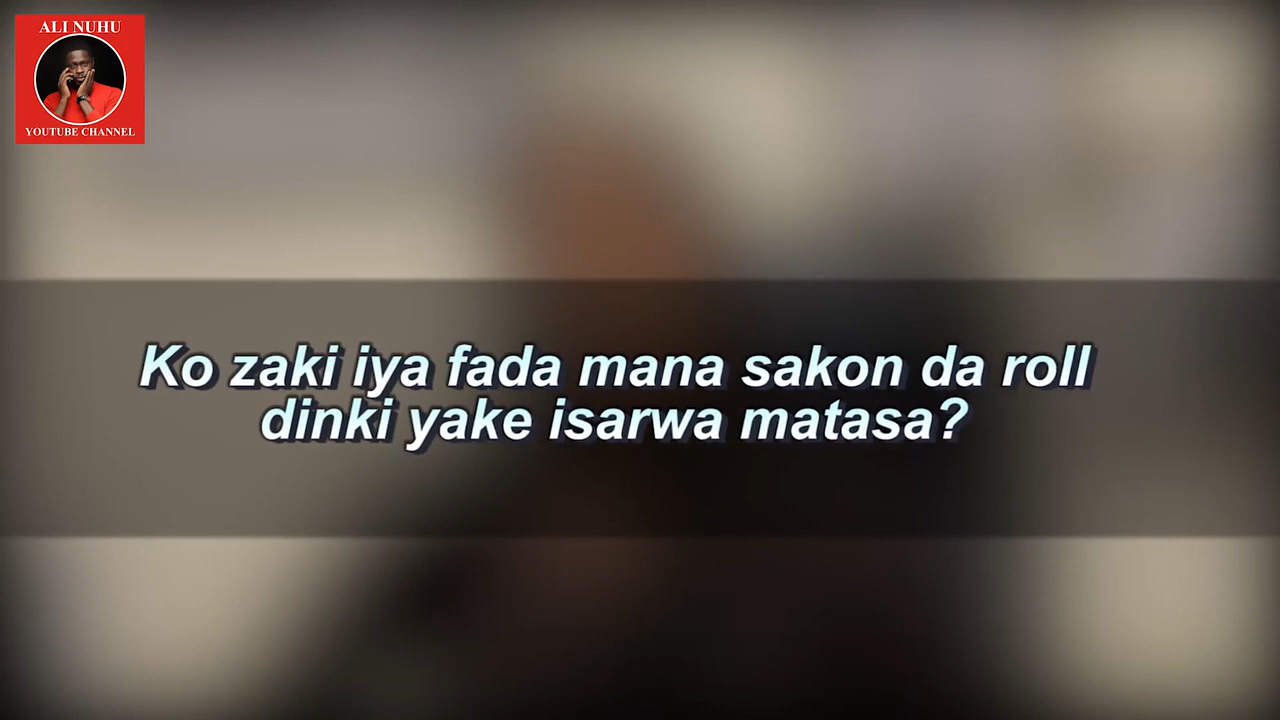 ALI NUHU
YOUTUBE CHANNEL
Ko zaki iya fada mana sakon da roll
dinki yake isarwa matasa?